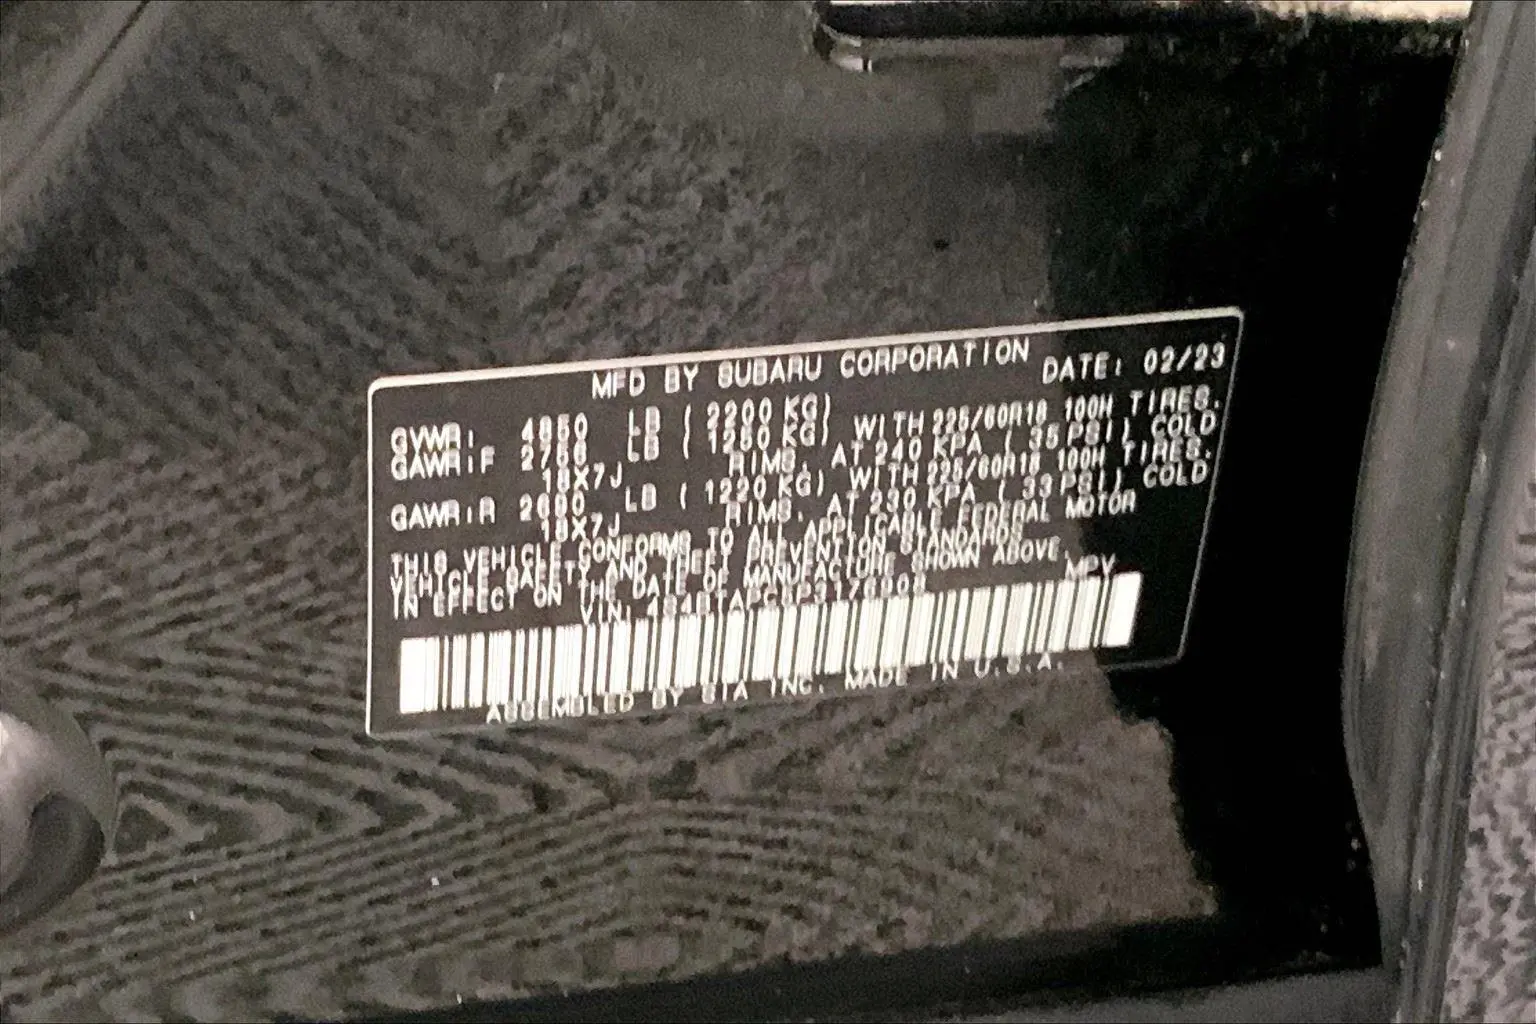 MFD BY SUBARU CORPORATION DATE: 02/23
GVWR: 4850 LB ( 2200 KG)
GAWR:F LB ( KG) WITH 225/60R18 100H TIRES.
18X7J RIMS. AT 240 KPA ( 35 PSI) COLD
GAWR:R LB ( 1220 KG) WITH 225/60R18 100H TIRES.
18X7J RIMS. AT 230 KPA ( 33 PSI) COLD
THIS VEHICLE CONFORMS TO ALL APPLICABLE FEDERAL MOTOR
VEHICLE SAFETY AND THEFT PREVENTION STANDARDS
IN EFFECT ON THE DATE OF MANUFACTURE SHOWN ABOVE.
VIN: MPV
ASSEMBLED BY SIA INC. MADE IN U.S.A.